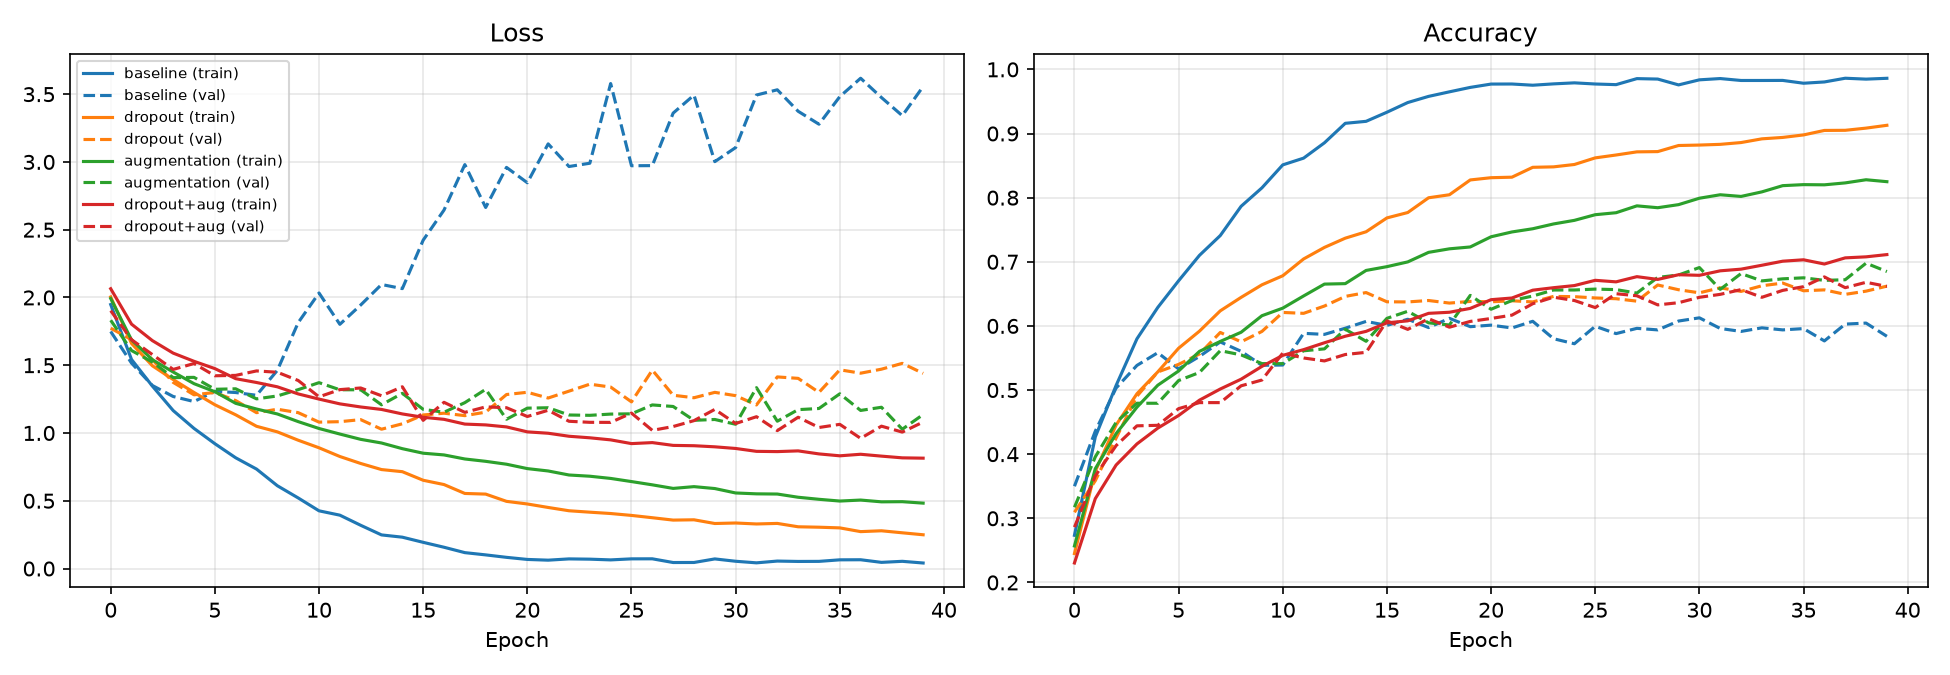 Loss
3.5
3.0
2.5
2.0
1.5
1.0
0.5
0.0
baseline (train)
baseline (val)
dropout (train)
dropout (val)
augmentation (train)
augmentation (val)
dropout+aug (train)
dropout+aug (val)
0 5 10 15 20 25 30 35 40
Epoch
Accuracy
1.0
0.9
0.8
0.7
0.6
0.5
0.4
0.3
0.2
0 5 10 15 20 25 30 35 40
Epoch